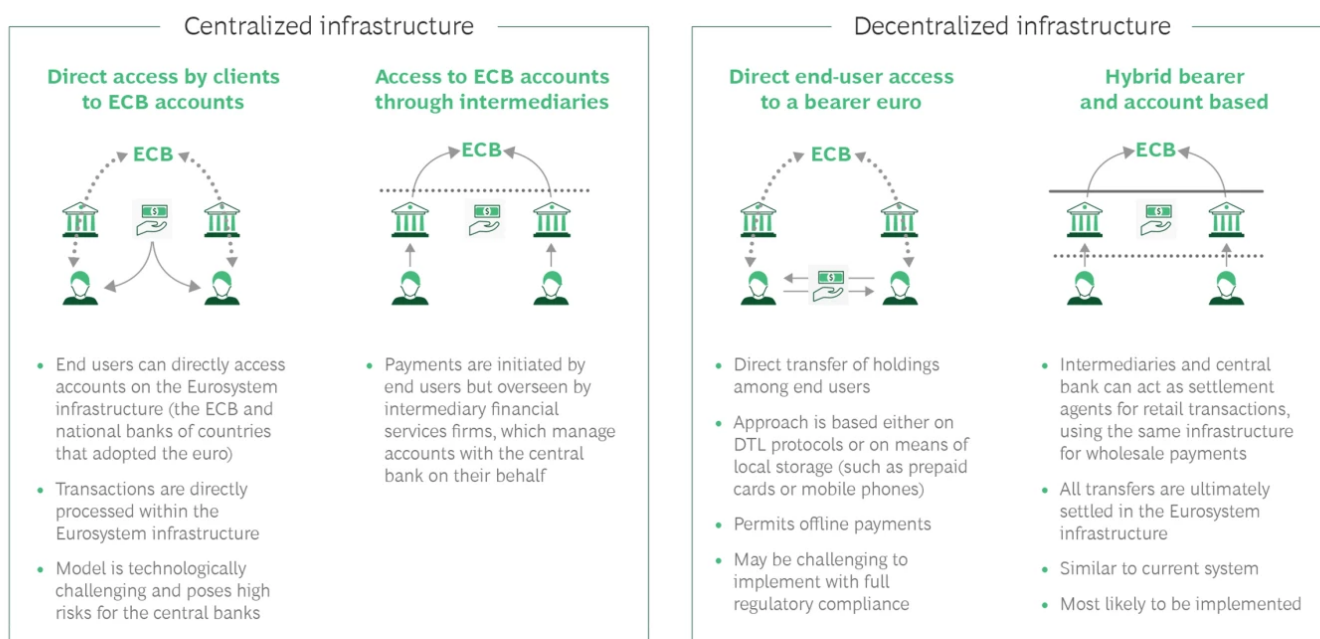 Centralized infrastructure
Direct access by clients
to ECB accounts
ECB
$
• End users can directly access
accounts on the Eurosystem
infrastructure (the ECB and
national banks of countries
that adopted the euro)
• Transactions are directly
processed within the
Eurosystem infrastructure
• Model is technologically
challenging and poses high
risks for the central banks
Access to ECB accounts
through intermediaries
ECB
$
• Payments are initiated by
end users but overseen by
intermediary financial
services firms, which manage
accounts with the central
bank on their behalf
Decentralized infrastructure
Direct end-user access
to a bearer euro
ECB
$
• Direct transfer of holdings
among end users
• Approach is based either on
DTL protocols or on means of
local storage (such as prepaid
cards or mobile phones)
• Permits offline payments
• May be challenging to
implement with full
regulatory compliance
Hybrid bearer
and account based
ECB
$
• Intermediaries and central
bank can act as settlement
agents for retail transactions,
using the same infrastructure
for wholesale payments
• All transfers are ultimately
settled in the Eurosystem
infrastructure
• Similar to current system
• Most likely to be implemented